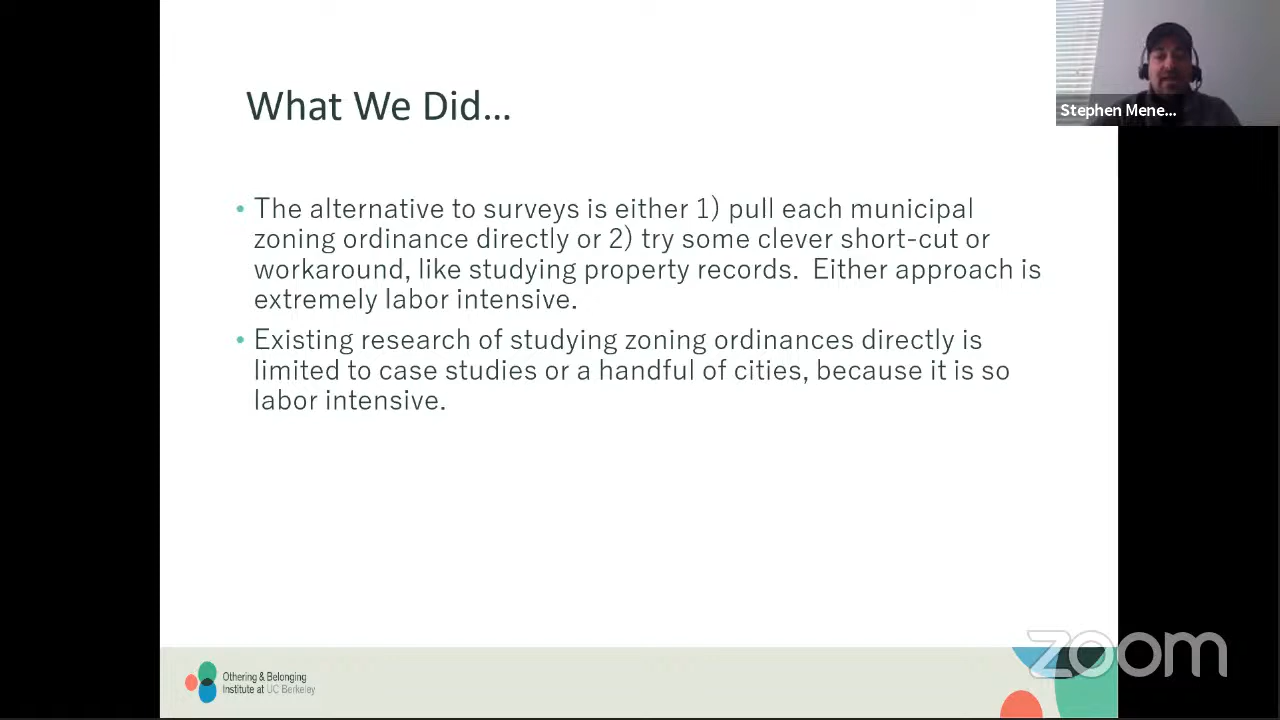 What We Did...
Stephen Mene...
• The alternative to surveys is either 1) pull each municipal
zoning ordinance directly or 2) try some clever short-cut or
workaround, like studying property records.  Either approach is
extremely labor intensive.
• Existing research of studying zoning ordinances directly is
limited to case studies or a handful of cities, because it is so
labor intensive.
Othering & Belonging
Institute at UC Berkeley
zoom